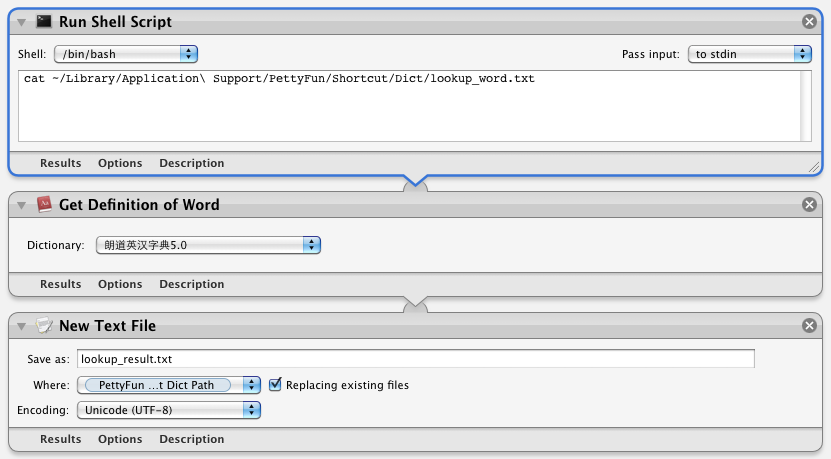 Run Shell Script
Shell: /bin/bash Pass input: to stdin
cat ~/Library/Application\ Support/PettyFun/Shortcut/Dict/lookup_word.txt
Results Options Description
Get Definition of Word
Dictionary: 朗道英汉字典5.0
Results Options Description
New Text File
Save as: lookup_result.txt
Where: PettyFun ...t Dict Path Replacing existing files
Encoding: Unicode (UTF-8)
Results Options Description